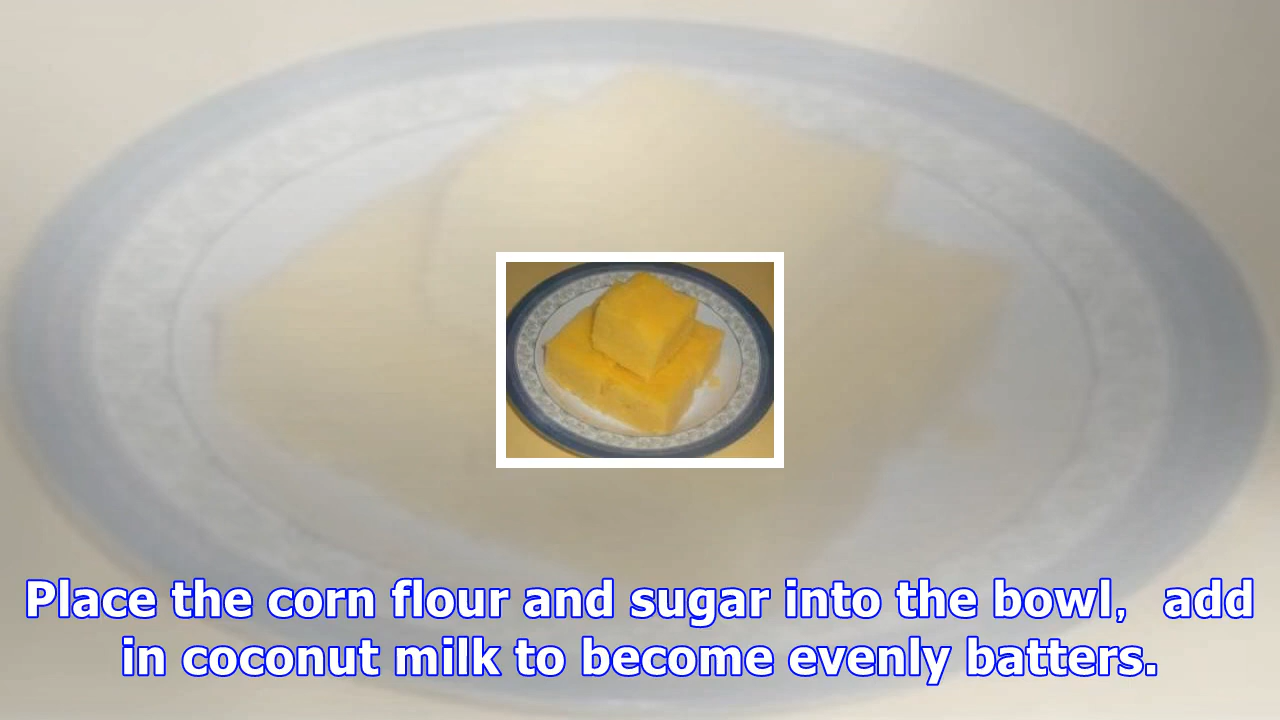 Place the corn flour and sugar into the bowl, add
in coconut milk to become evenly batters.